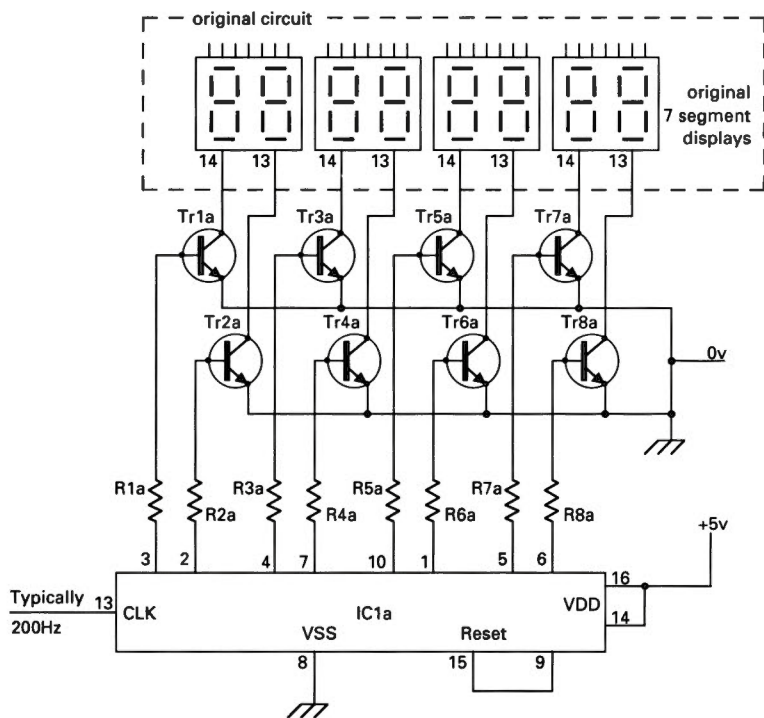 original circuit
original
7 segment
displays
14 13 14 13 14 13 14 13
Tr1a Tr3a Tr5a Tr7a
Tr2a Tr4a Tr6a Tr8a
0v
R1a R3a R5a R7a
R2a R4a R6a R8a
+5v
3 2 4 7 10 1 5 6
16
Typically 13 CLK IC1a VDD
200Hz
14
VSS Reset
8 15 9